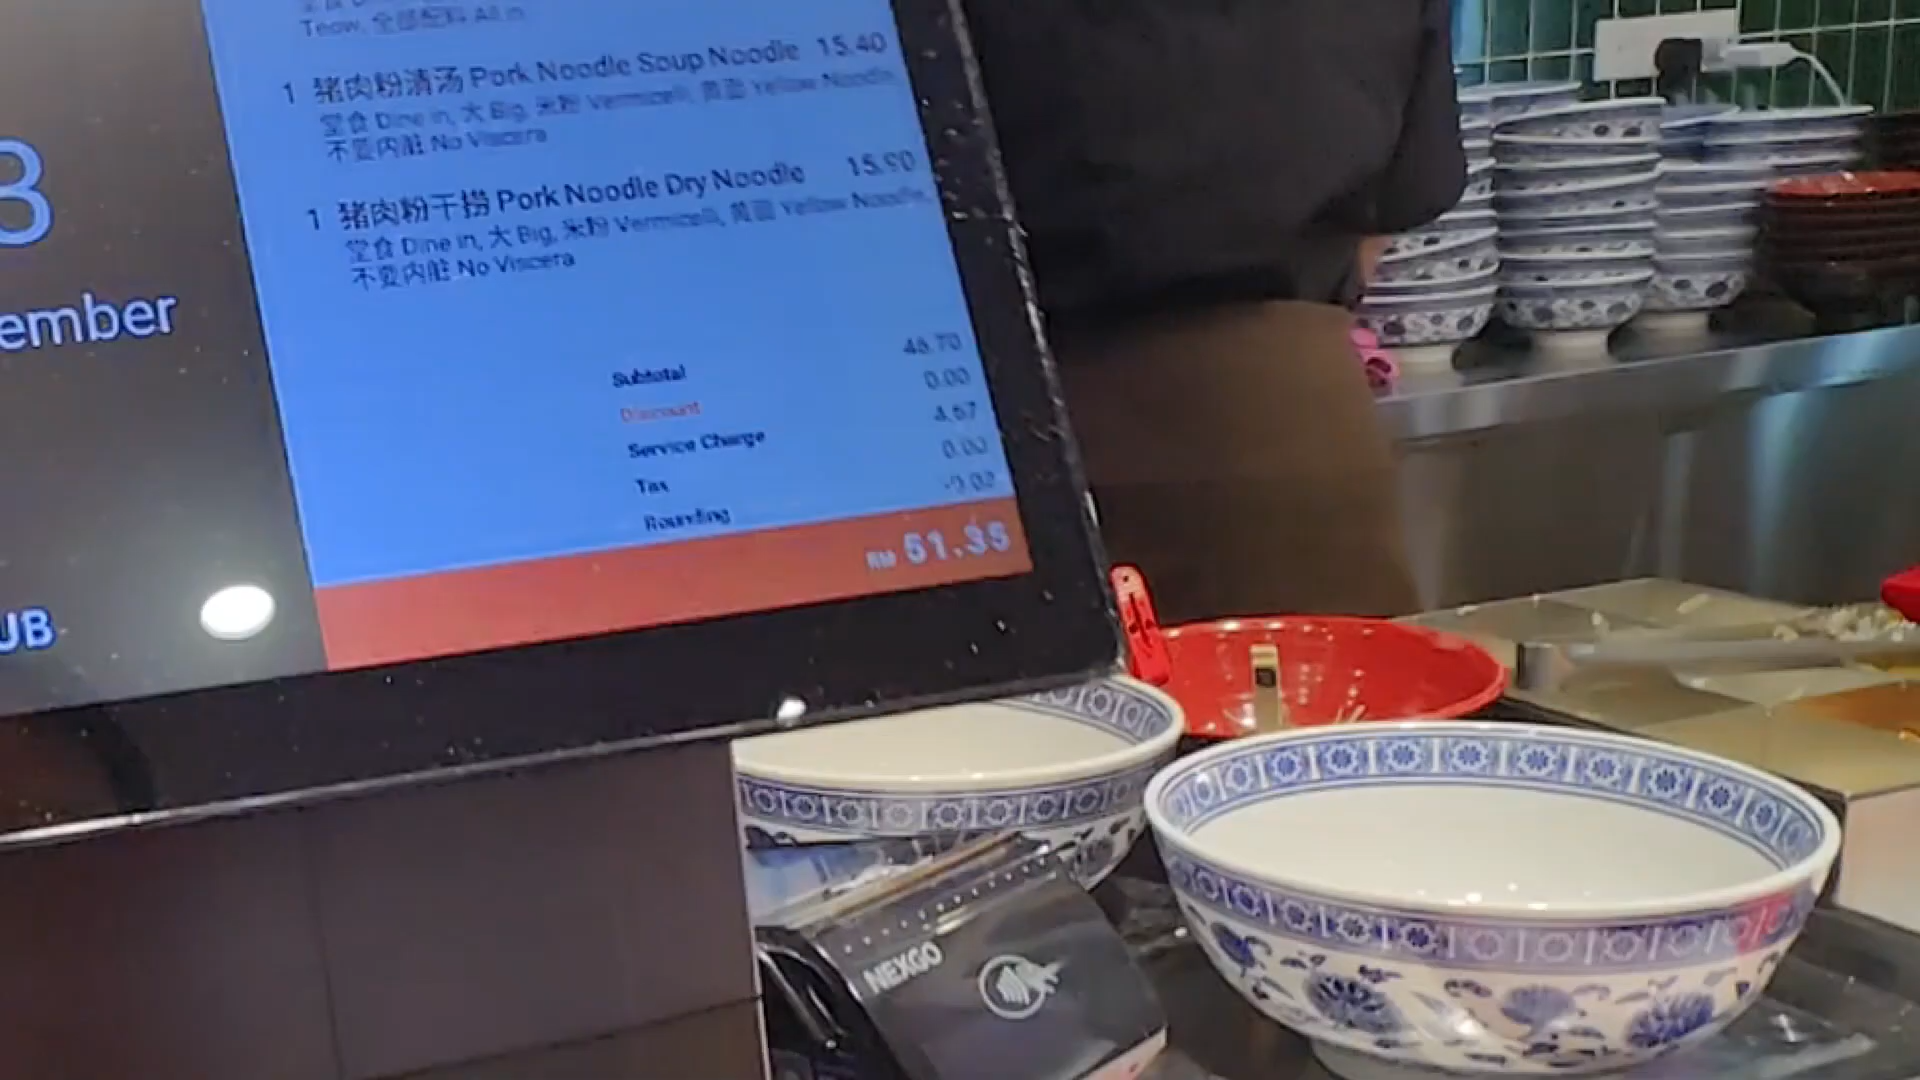 Teow, 全部配料 All in
1 猪肉粉清汤 Pork Noodle Soup Noodle 15.40
堂食 Dine in, 大 Big, 米粉 Vermicelli, 黄面 Yellow Noodle,
不要内脏 No Viscera
1 猪肉粉干捞 Pork Noodle Dry Noodle 15.90
堂食 Dine in, 大 Big, 米粉 Vermicelli, 黄面 Yellow Noodle,
不要内脏 No Viscera
Subtotal 46.70
Discount 0.00
Service Charge 4.67
Tax 0.00
Rounding -0.02
RM 51.35
8
ember
UB
NEXGO